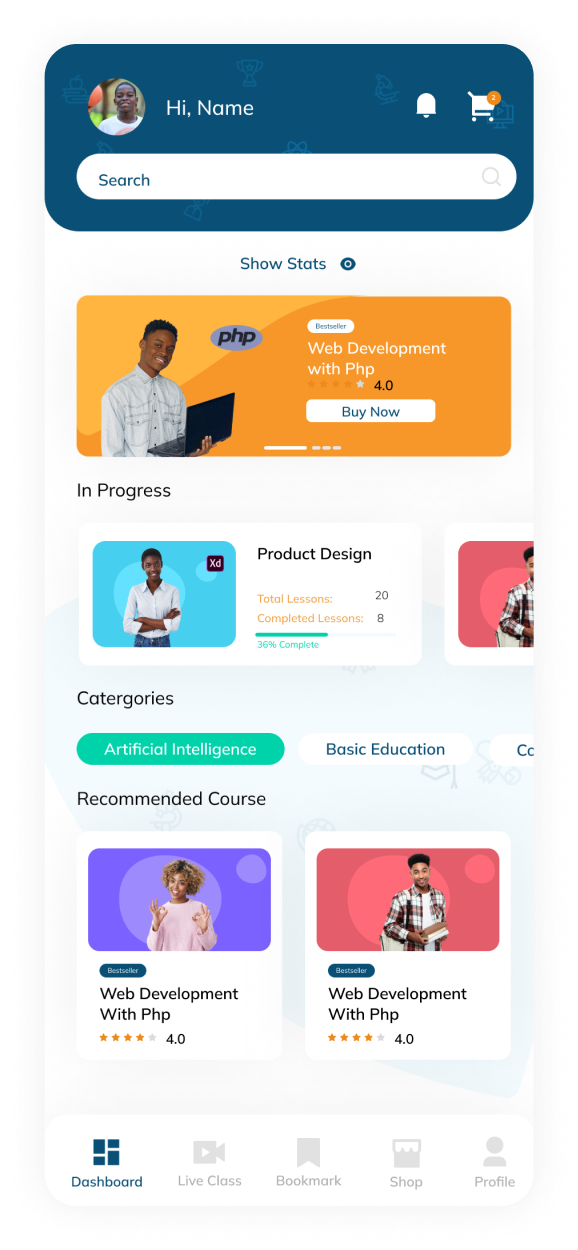 Hi, Name
2
Search
Show Stats
php
Bestseller
Web Development
with Php
4.0
Buy Now
In Progress
Xd
Product Design
Total Lessons: 20
Completed Lessons: 8
36% Complete
Catergories
Artificial Intelligence
Basic Education
Co
Recommended Course
Bestseller
Web Development
With Php
4.0
Bestseller
Web Development
With Php
4.0
Dashboard
Live Class
Bookmark
Shop
Profile